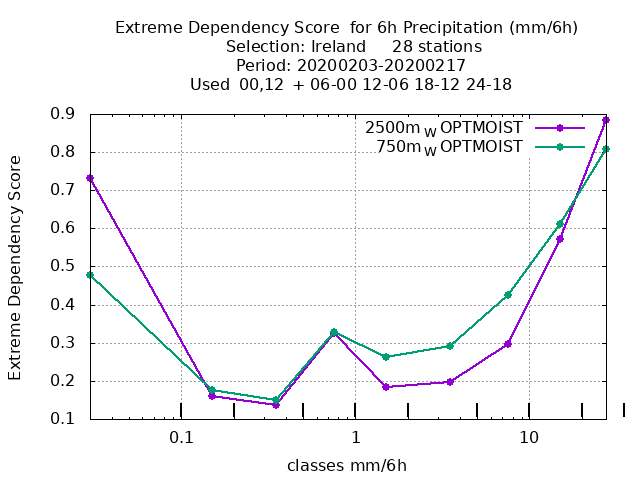 Extreme Dependency Score  for 6h Precipitation (mm/6h)
Selection: Ireland     28 stations
Period: 20200203-20200217
Used  00,12  + 06-00 12-06 18-12 24-18
2500m W OPTMOIST
750m W OPTMOIST
Extreme Dependency Score
0.9
0.8
0.7
0.6
0.5
0.4
0.3
0.2
0.1
0.1 1 10
classes mm/6h